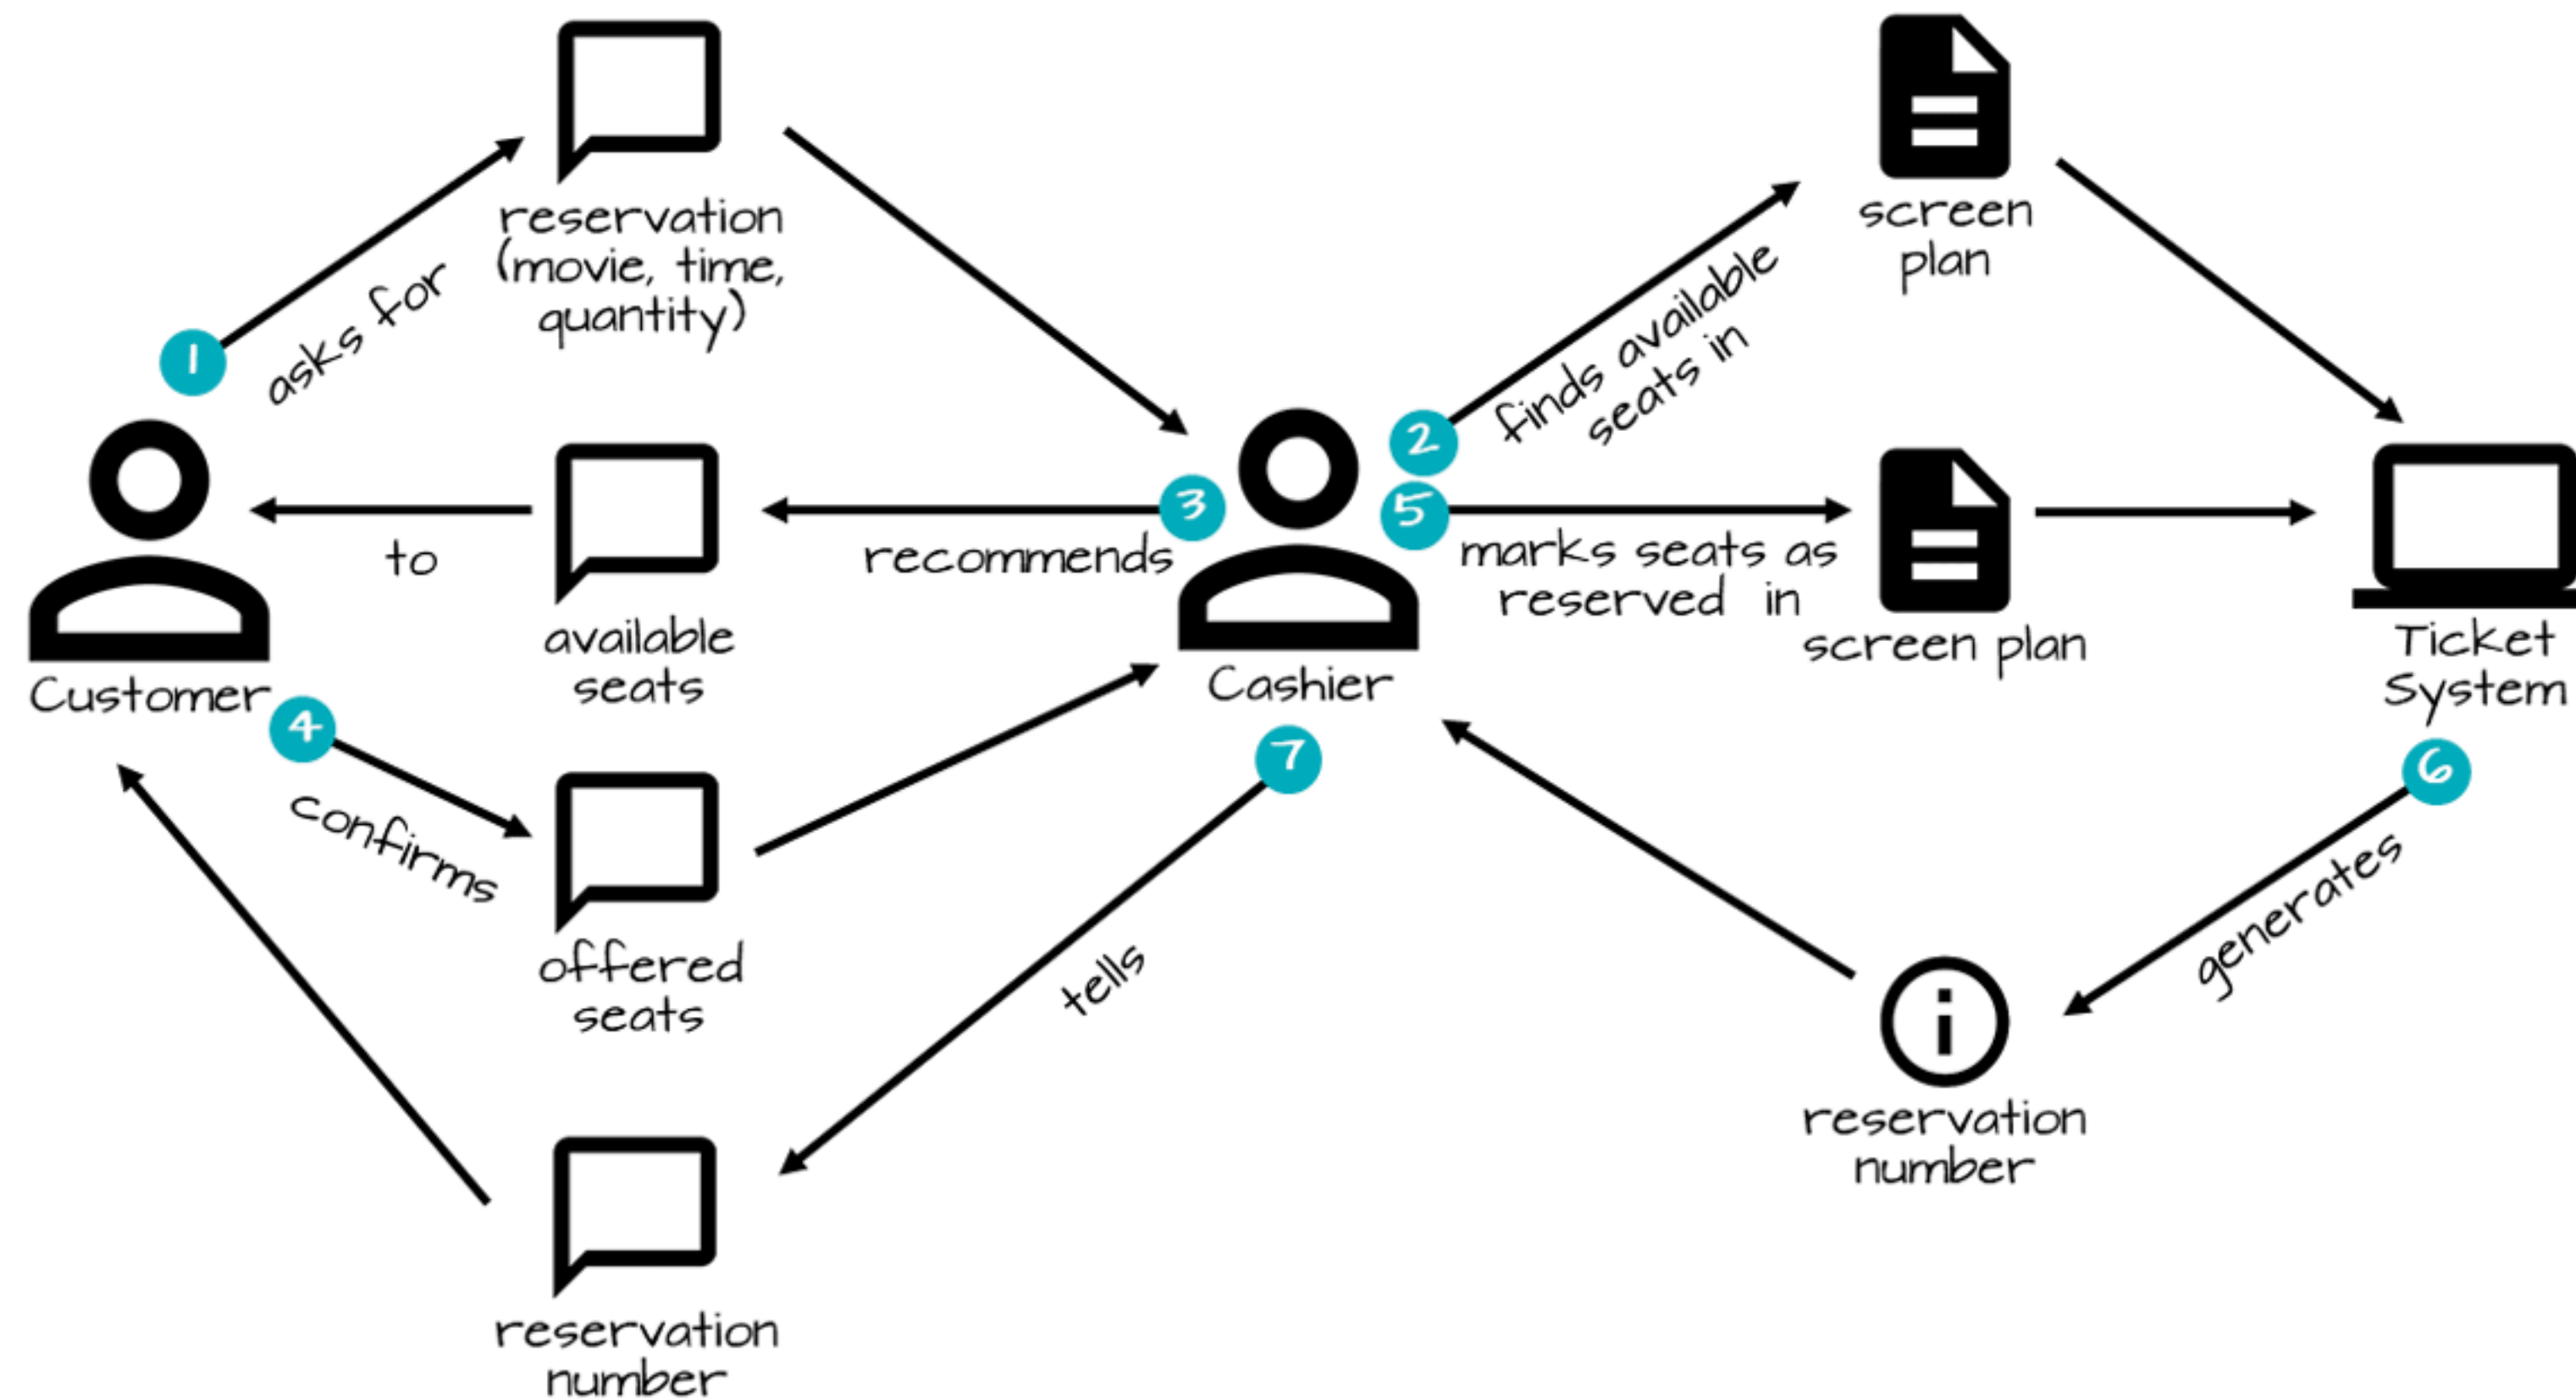 1
asks for
reservation
(movie, time,
quantity)
2
finds available
seats in
screen
plan
3
recommends
available
seats
to
Customer
Cashier
4
confirms
offered
seats
5
marks seats as
reserved in
screen plan
Ticket
System
6
generates
reservation
number
7
tells
reservation
number